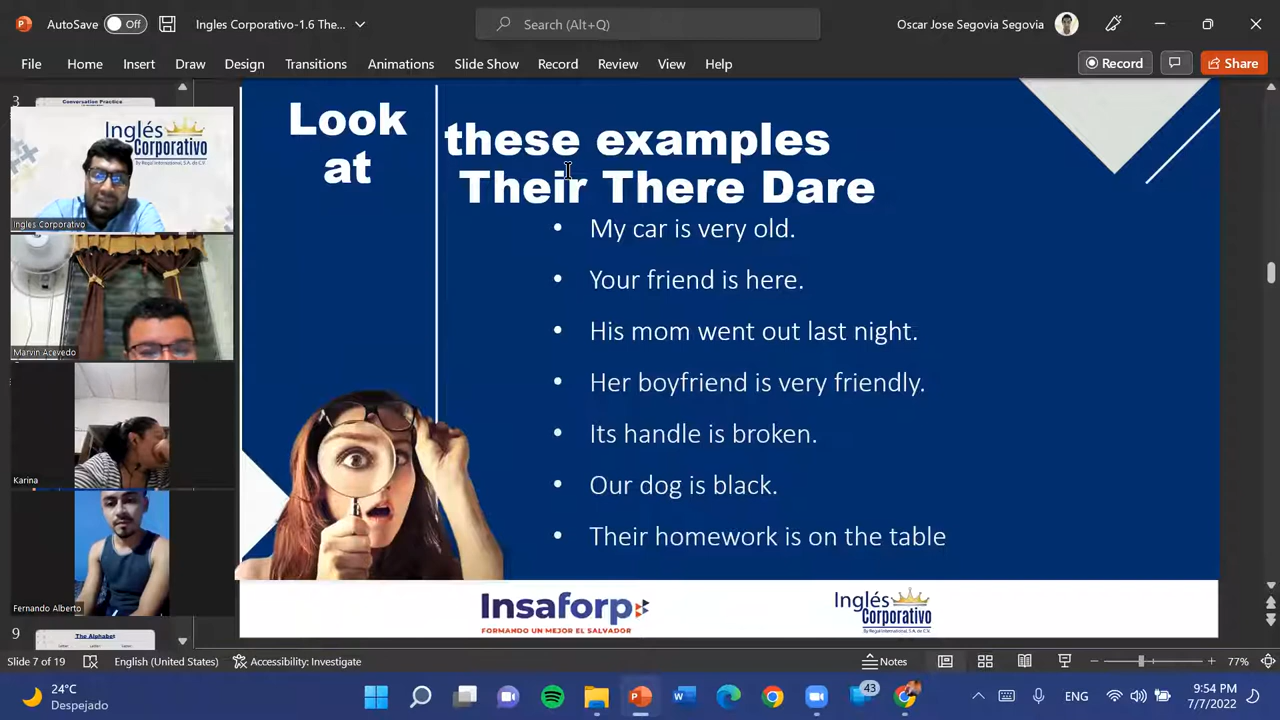 AutoSave Off Ingles Corporativo-1.6 The... Search (Alt+Q) Oscar Jose Segovia Segovia
File Home Insert Draw Design Transitions Animations Slide Show Record Review View Help Record Share
3
Conversation Practice
Inglés Corporativo
By Regal International, S.A. de C.V.
Ingles Corporativo
Marvin Acevedo
Karina
Fernando Alberto
9
The Alphabet
Look at
these examples
Their There Dare
• My car is very old.
• Your friend is here.
• His mom went out last night.
• Her boyfriend is very friendly.
• Its handle is broken.
• Our dog is black.
• Their homework is on the table
Insaforp
FORMANDO UN MEJOR EL SALVADOR
Inglés Corporativo
By Regal International, S.A. de C.V.
Slide 7 of 19 English (United States) Accessibility: Investigate Notes 77%
24°C
Despejado
43
ENG
9:54 PM
7/7/2022